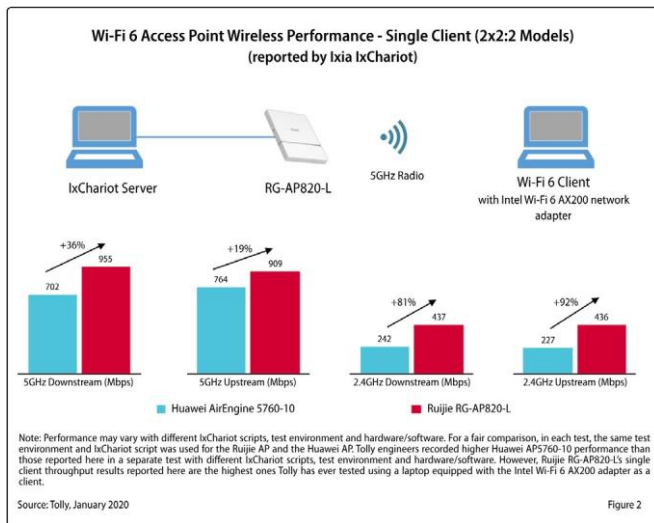 Wi-Fi 6 Access Point Wireless Performance - Single Client (2x2:2 Models)
(reported by Ixia IxChariot)
IxChariot Server
RG-AP820-L
5GHz Radio
Wi-Fi 6 Client
with Intel Wi-Fi 6 AX200 network
adapter
+36%
702
955
5GHz Downstream (Mbps)
+19%
764
909
5GHz Upstream (Mbps)
+81%
242
437
2.4GHz Downstream (Mbps)
+92%
227
436
2.4GHz Upstream (Mbps)
Huawei AirEngine 5760-10
Ruijie RG-AP820-L
Note: Performance may vary with different IxChariot scripts, test environment and hardware/software. For a fair comparison, in each test, the same test
environment and IxChariot script was used for the Ruijie AP and the Huawei AP. Tolly engineers recorded higher Huawei AP5760-10 performance than
those reported here in a separate test with different IxChariot scripts, test environment and hardware/software. However, Ruijie RG-AP820-L's single
client throughput results reported here are the highest ones Tolly has ever tested using a laptop equipped with the Intel Wi-Fi 6 AX200 adapter as a
client.
Source: Tolly, January 2020
Figure 2